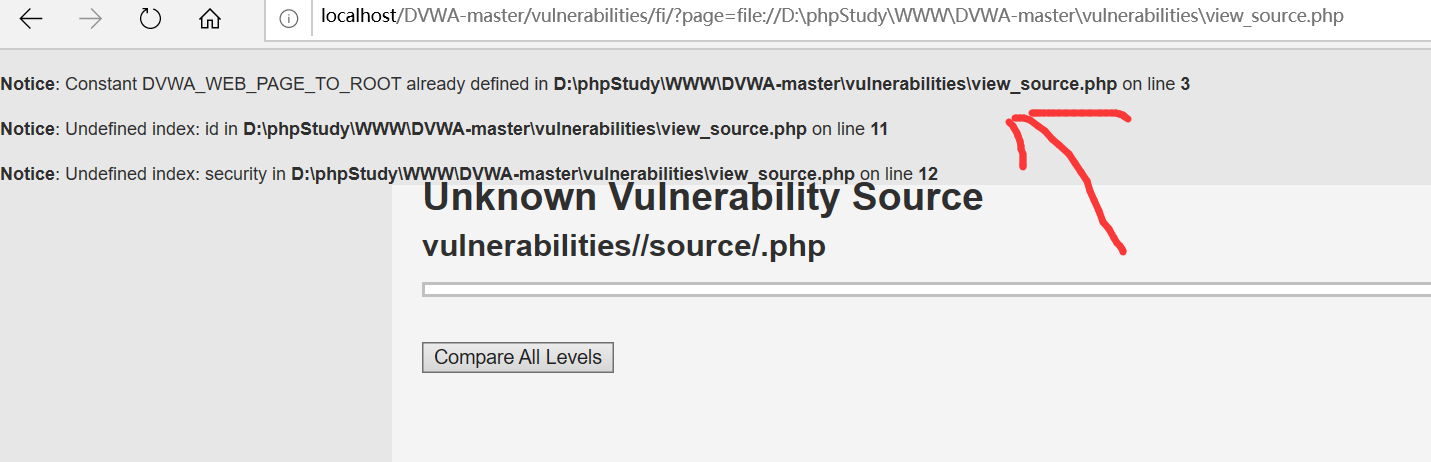 localhost/DVWA-master/vulnerabilities/fi/?page=file://D:\phpStudy\WWW\DVWA-master\vulnerabilities\view_source.php
Notice: Constant DVWA_WEB_PAGE_TO_ROOT already defined in D:\phpStudy\WWW\DVWA-master\vulnerabilities\view_source.php on line 3
Notice: Undefined index: id in D:\phpStudy\WWW\DVWA-master\vulnerabilities\view_source.php on line 11
Notice: Undefined index: security in D:\phpStudy\WWW\DVWA-master\vulnerabilities\view_source.php on line 12
Unknown Vulnerability Source
vulnerabilities//source/.php
Compare All Levels